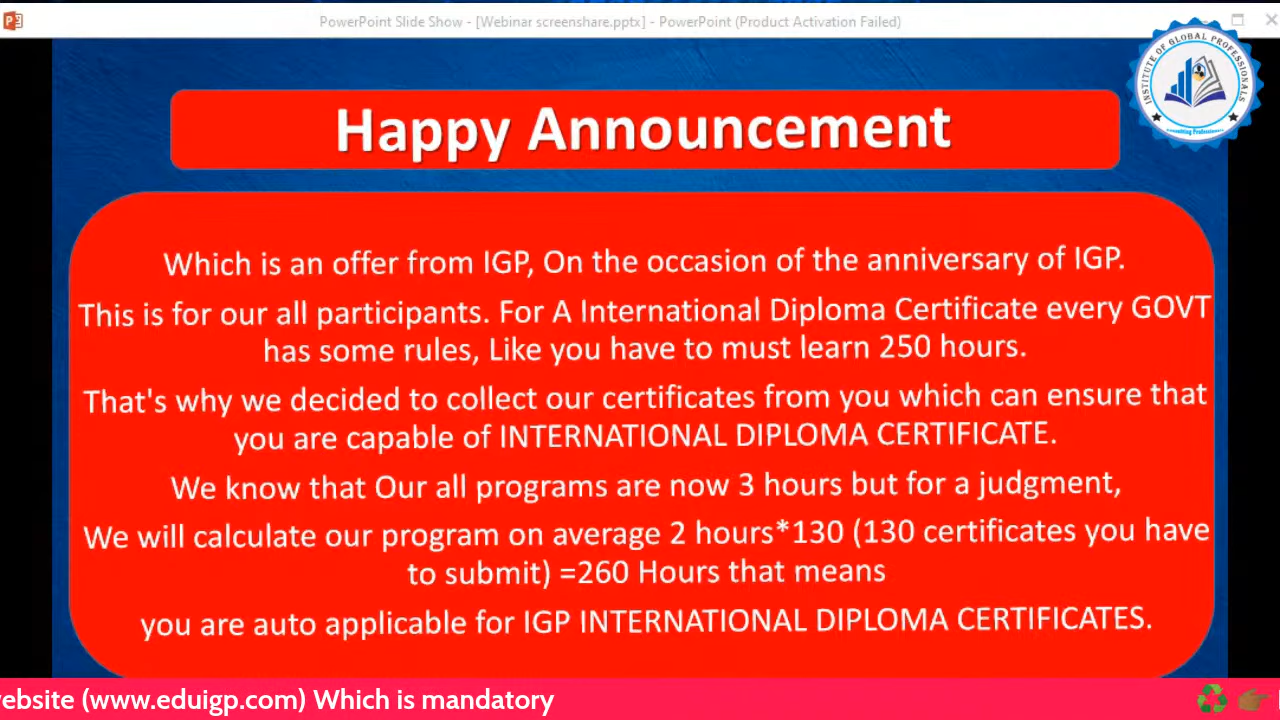 PowerPoint Slide Show - [Webinar screenshare.pptx] - PowerPoint (Product Activation Failed)
INSTITUTE OF GLOBAL PROFESSIONALS
Happy Announcement
Which is an offer from IGP, On the occasion of the anniversary of IGP.
This is for our all participants. For A International Diploma Certificate every GOVT
has some rules, Like you have to must learn 250 hours.
That's why we decided to collect our certificates from you which can ensure that
you are capable of INTERNATIONAL DIPLOMA CERTIFICATE.
We know that Our all programs are now 3 hours but for a judgment,
We will calculate our program on average 2 hours*130 (130 certificates you have
to submit) =260 Hours that means
you are auto applicable for IGP INTERNATIONAL DIPLOMA CERTIFICATES.
ebsite (www.eduigp.com) Which is mandatory